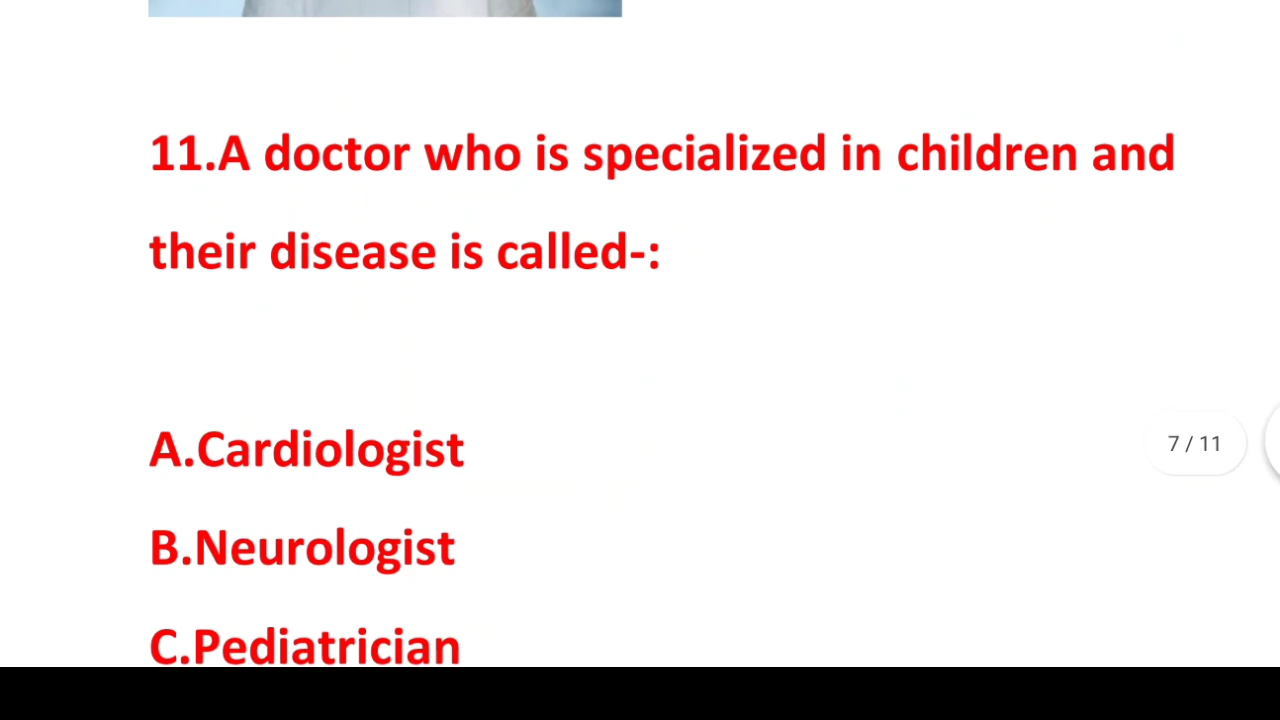 11.A doctor who is specialized in children and
their disease is called-:
A.Cardiologist
7 / 11
B.Neurologist
C.Pediatrician